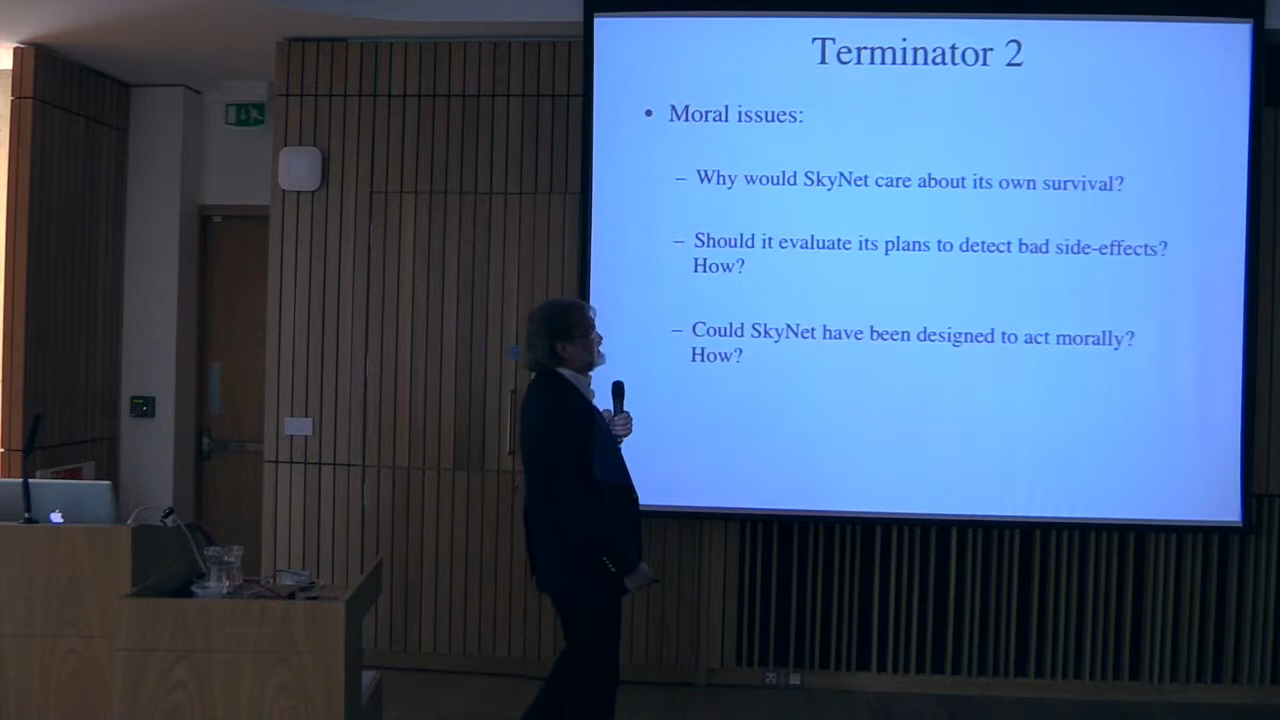 Terminator 2
• Moral issues:
– Why would SkyNet care about its own survival?
– Should it evaluate its plans to detect bad side-effects?
How?
– Could SkyNet have been designed to act morally?
How?